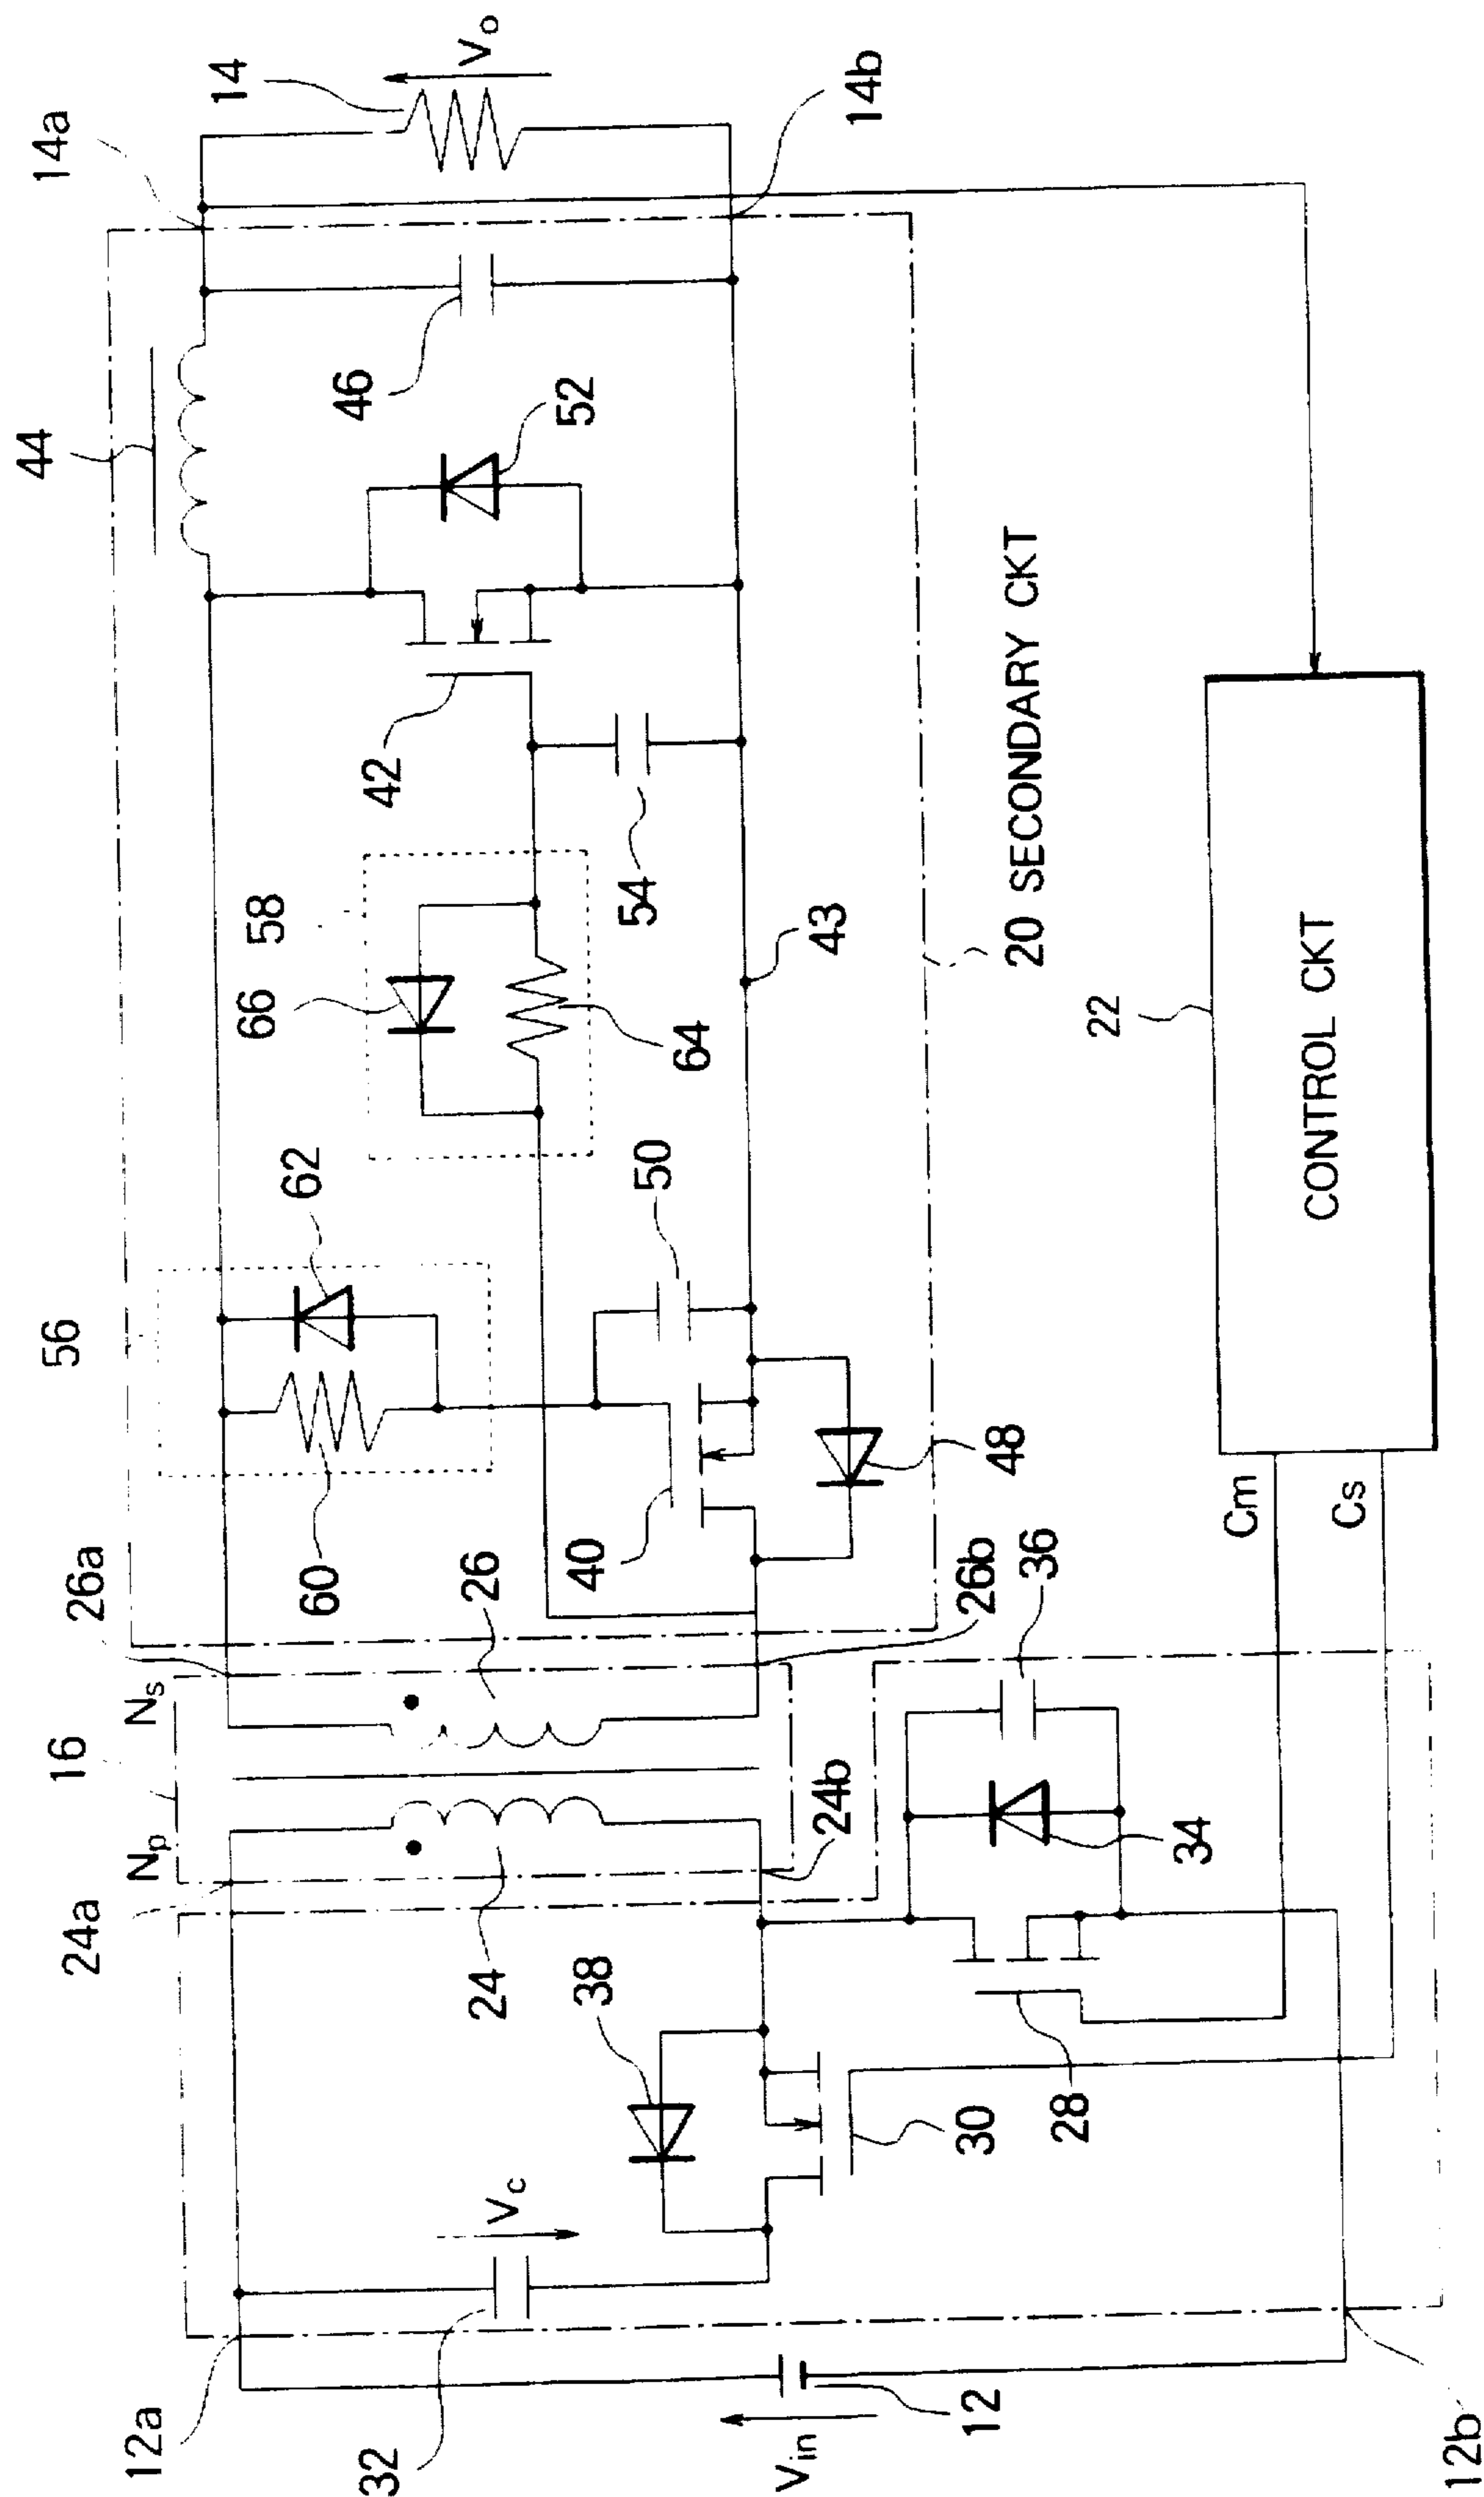 14a
14
Vo
14b
44
46
52
42
54
58
66
64
43
20 SECONDARY CKT
22
CONTROL CKT
56
62
50
60
40
48
26a
26
26b
Cm
Cs
36
16
Ns
Np
24a
24
24b
34
38
30
28
Vc
32
12a
Vin
12
12b